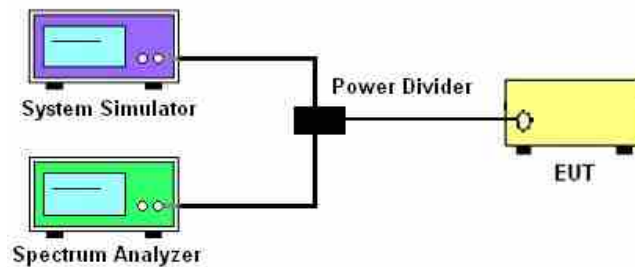 System Simulator
Power Divider
EUT
Spectrum Analyzer